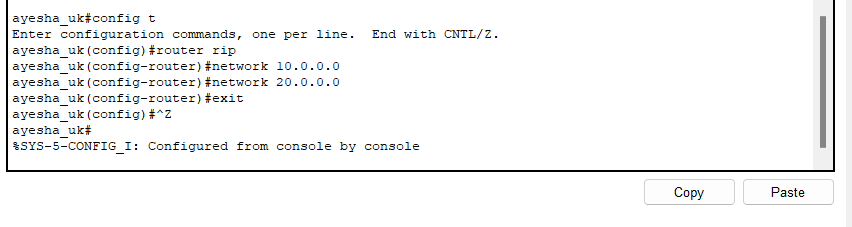 ayesha_uk#config t
Enter configuration commands, one per line.  End with CNTL/Z.
ayesha_uk(config)#router rip
ayesha_uk(config-router)#network 10.0.0.0
ayesha_uk(config-router)#network 20.0.0.0
ayesha_uk(config-router)#exit
ayesha_uk(config)#^Z
ayesha_uk#
%SYS-5-CONFIG_I: Configured from console by console
Copy Paste